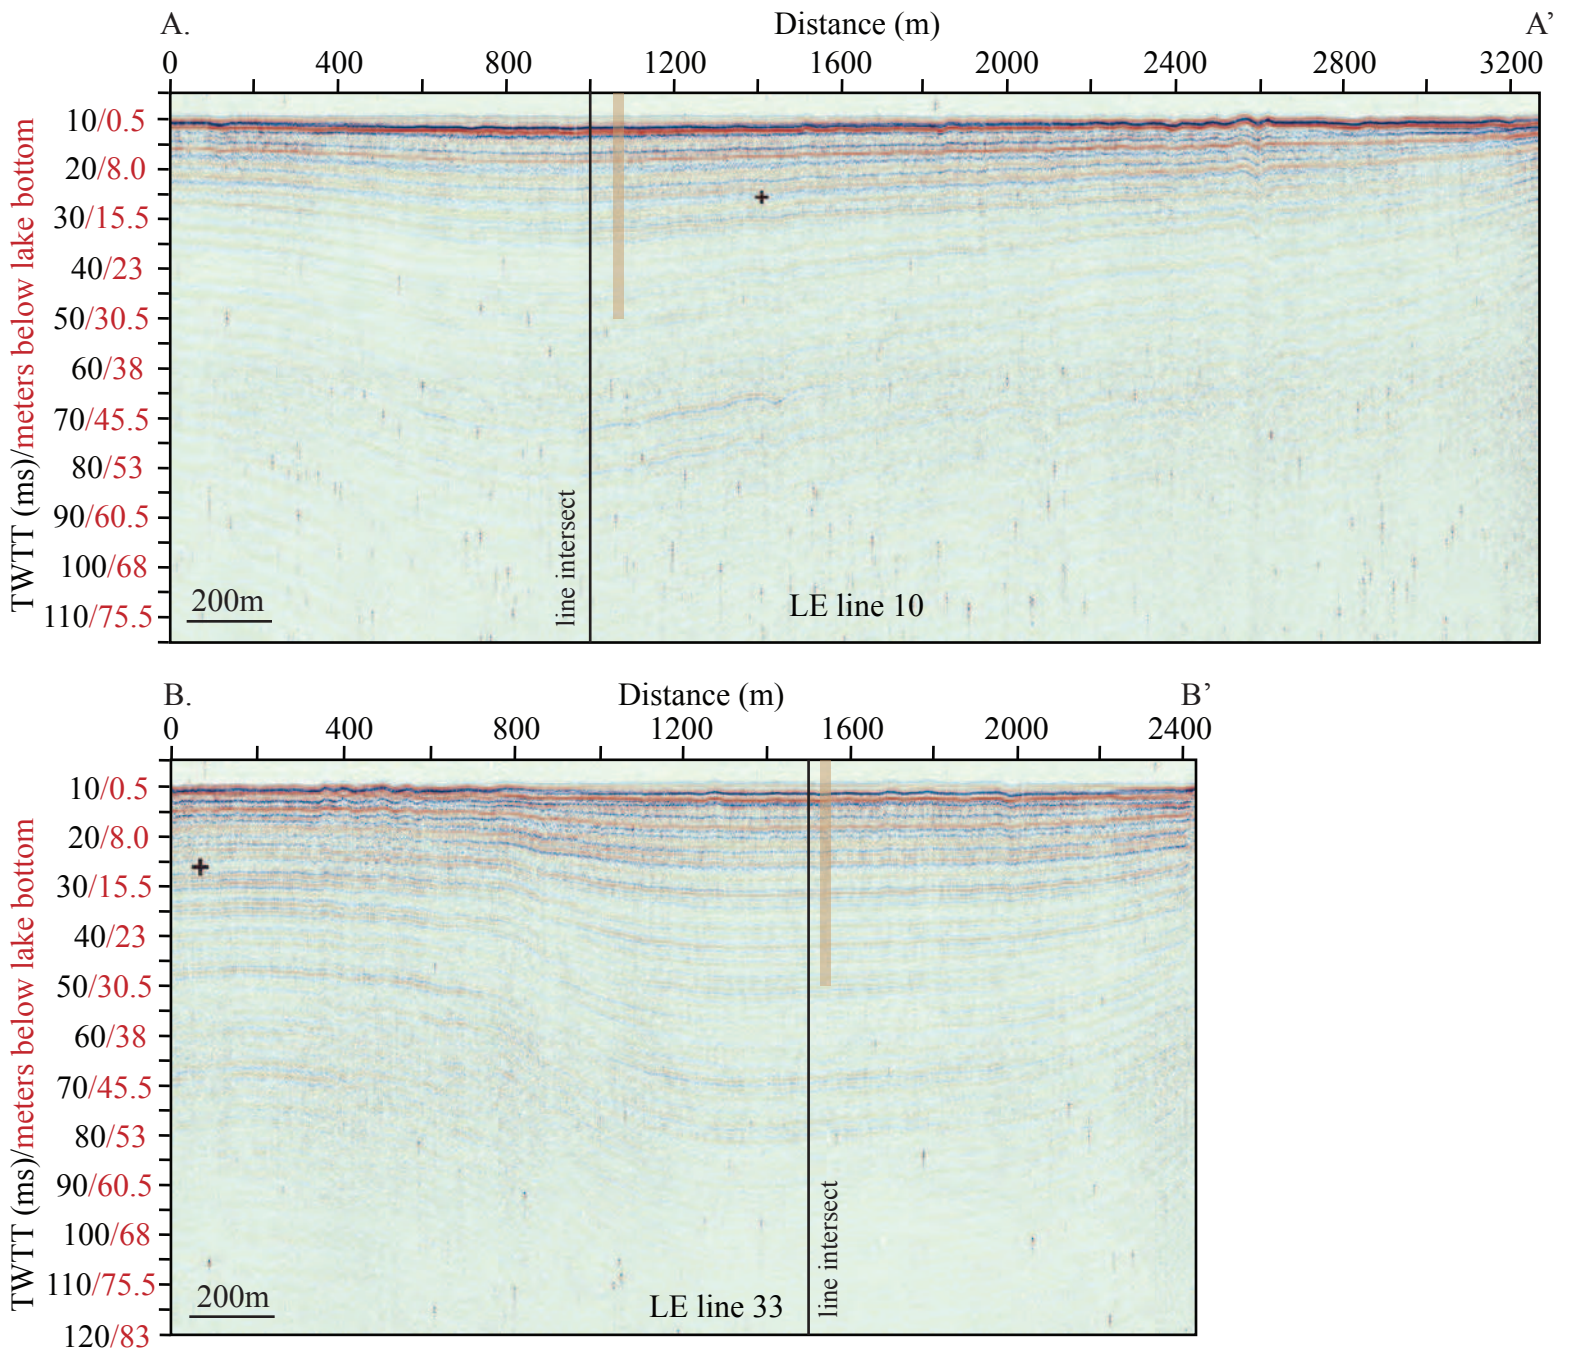 A.
Distance (m)
A’
0 400 800 1200 1600 2000 2400 2800 3200
TWTT (ms)/meters below lake bottom
10/0.5
20/8.0
30/15.5
40/23
50/30.5
60/38
70/45.5
80/53
90/60.5
100/68
110/75.5
200m
line intersect
LE line 10
B.
Distance (m)
B’
0 400 800 1200 1600 2000 2400
TWTT (ms)/meters below lake bottom
10/0.5
20/8.0
30/15.5
40/23
50/30.5
60/38
70/45.5
80/53
90/60.5
100/68
110/75.5
120/83
200m
LE line 33
line intersect